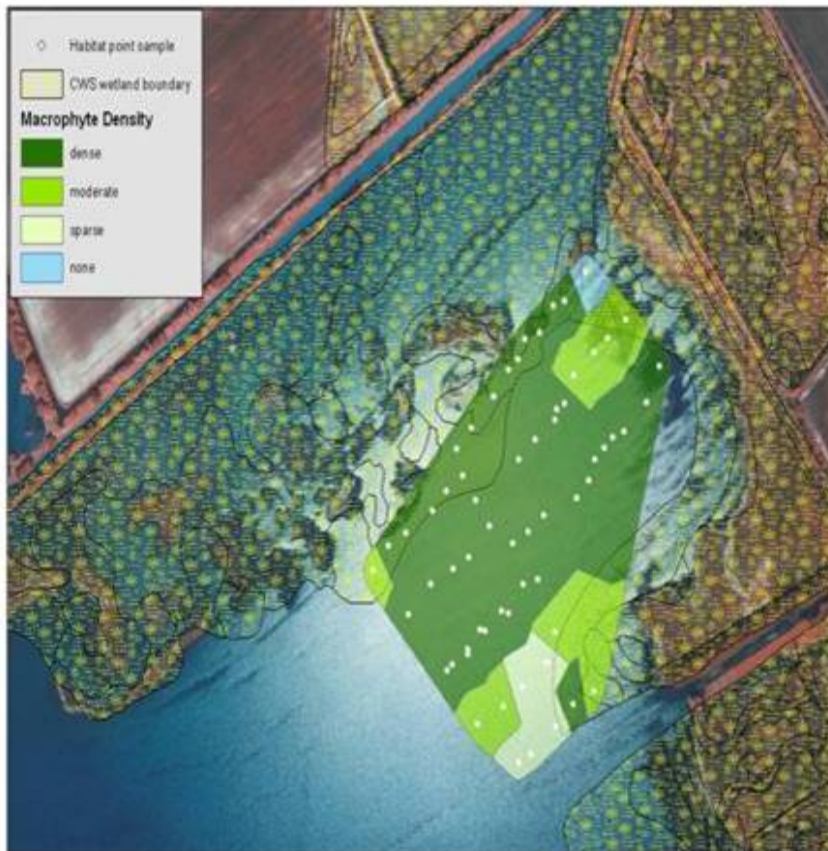 Habitat point sample
CWS wetland boundary
Macrophyte Density
dense
moderate
sparse
none